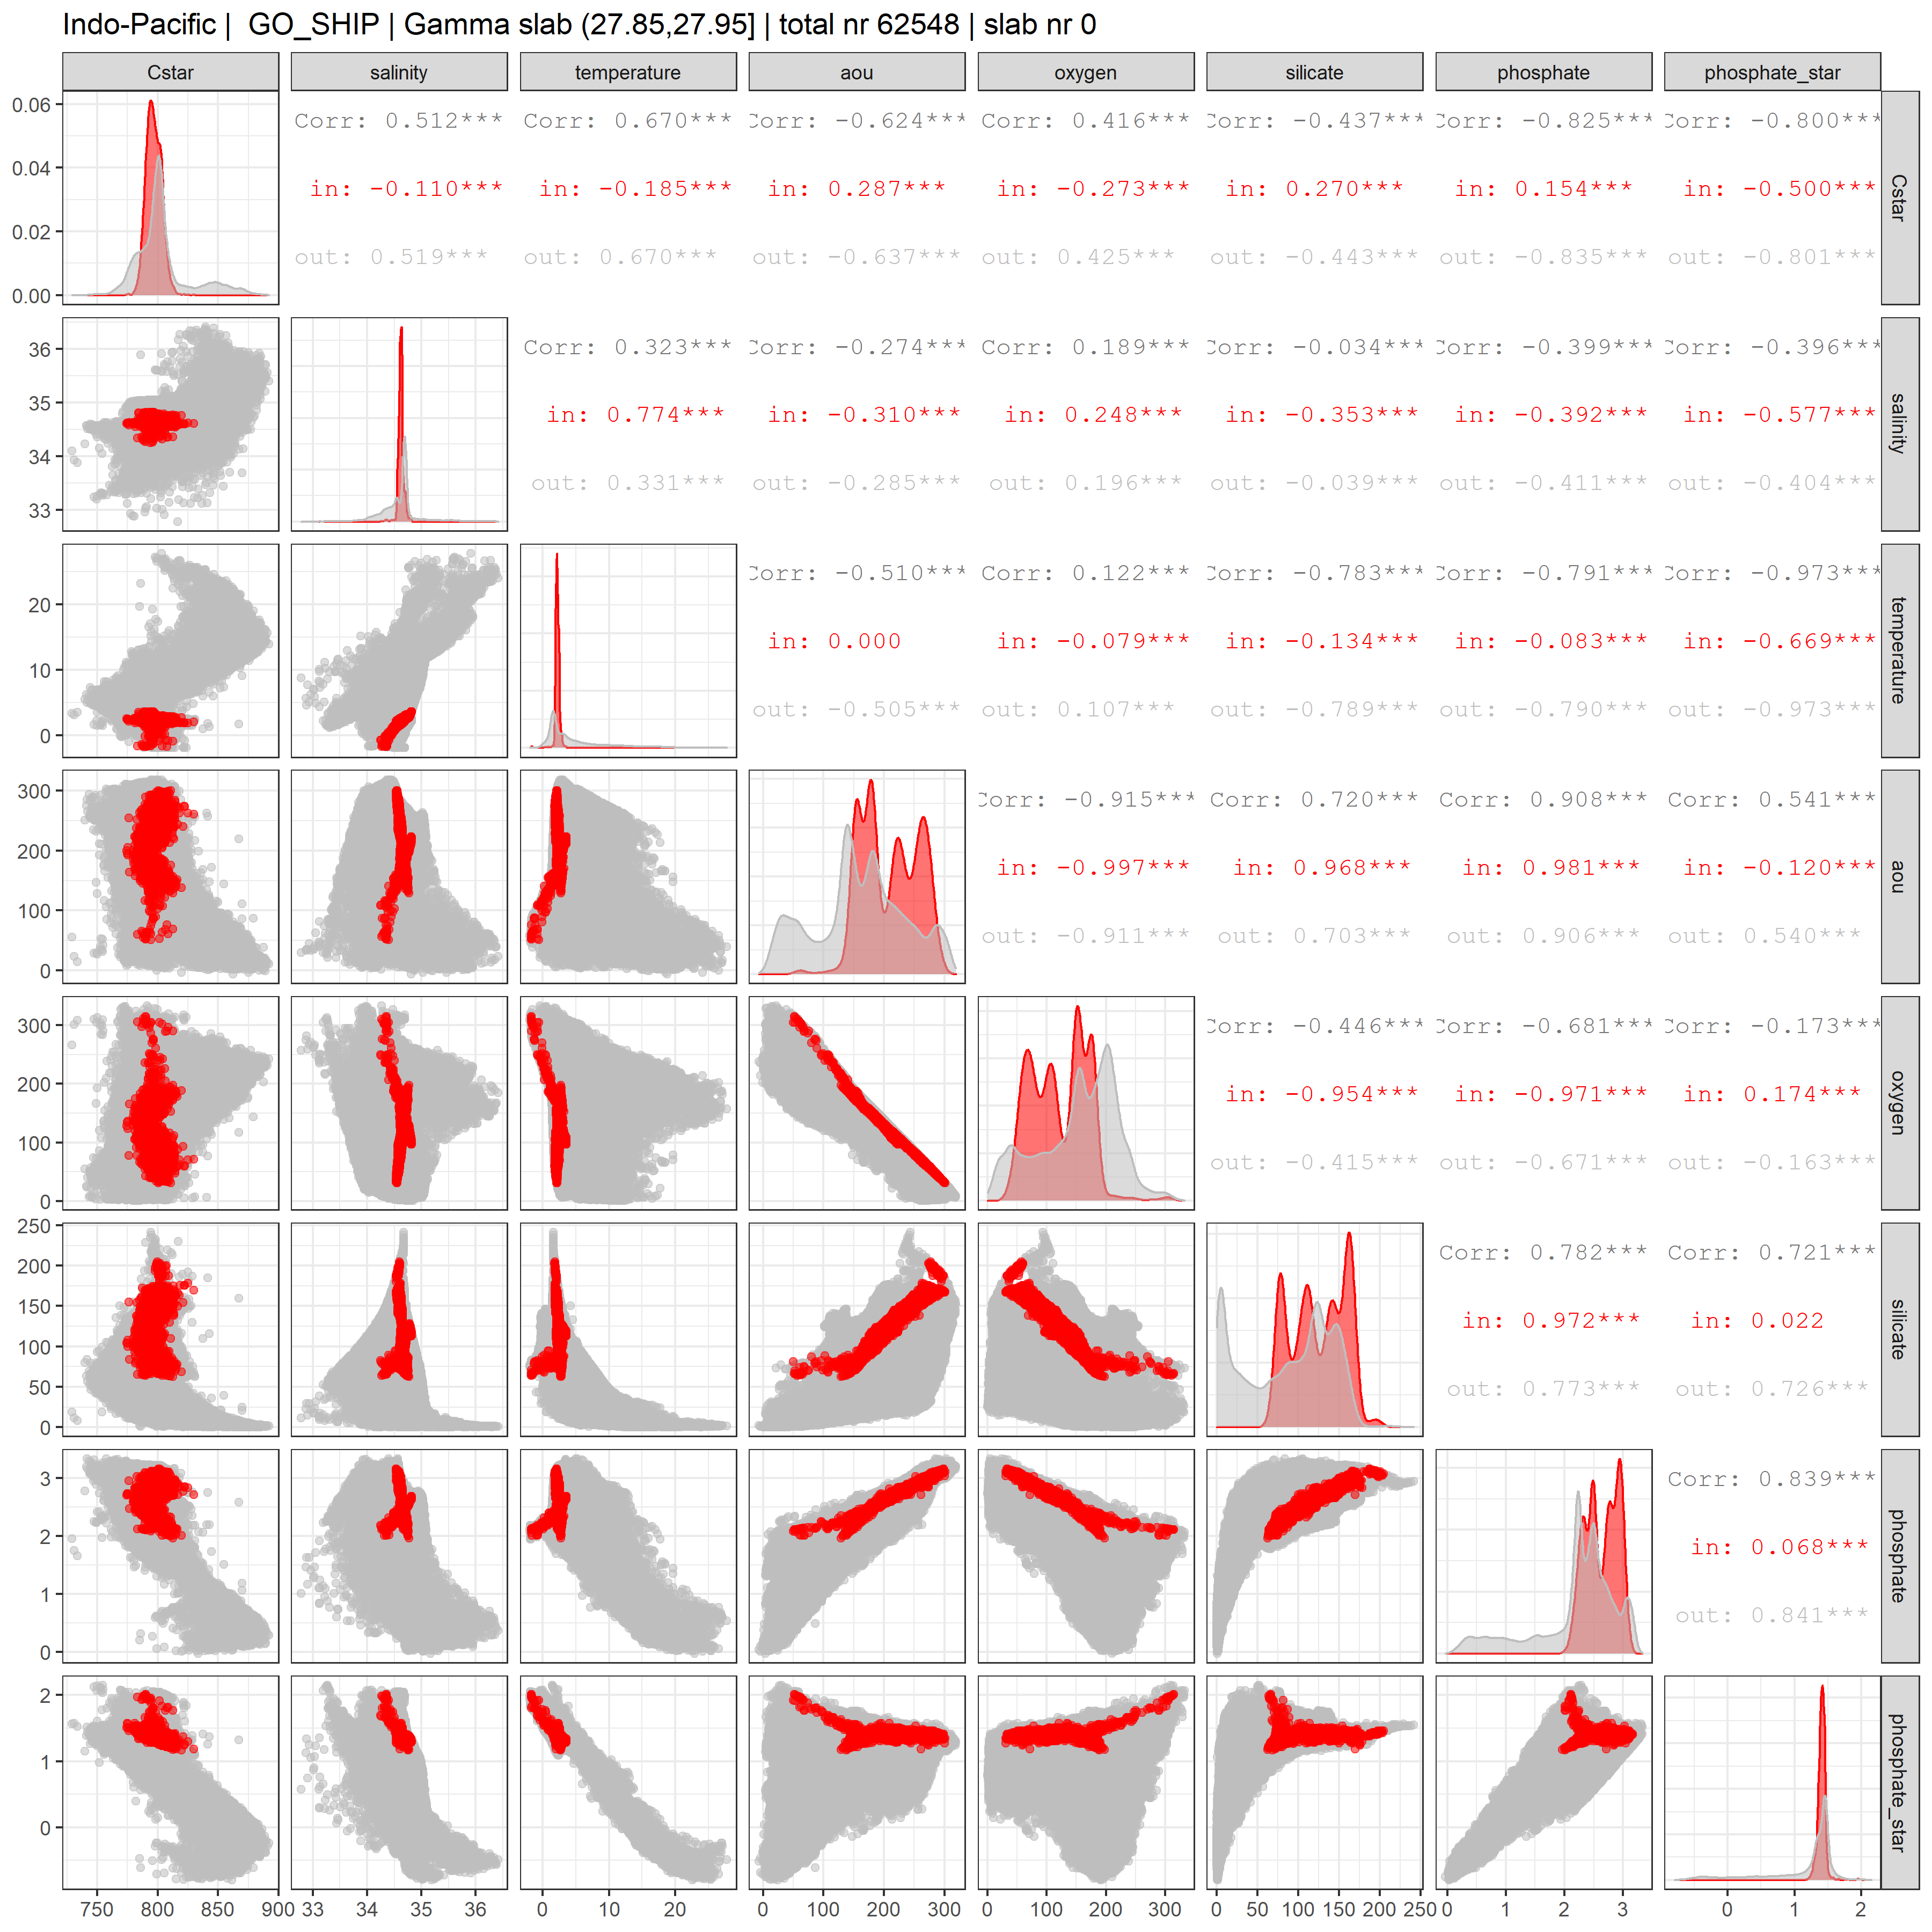 Indo-Pacific |  GO_SHIP | Gamma slab (27.85,27.95] | total nr 62548 | slab nr 0
Cstar salinity temperature aou oxygen silicate phosphate phosphate_star
0.06
Corr: 0.512*** Corr: 0.670*** Corr: -0.624*** Corr: 0.416*** Corr: -0.437*** Corr: -0.825*** Corr: -0.800***
0.04
in: -0.110*** in: -0.185*** in: 0.287*** in: -0.273*** in: 0.270*** in: 0.154*** in: -0.500***
Cstar
0.02
out: 0.519*** out: 0.670*** out: -0.637*** out: 0.425*** out: -0.443*** out: -0.835*** out: -0.801***
0.00
36
Corr: 0.323*** Corr: -0.274*** Corr: 0.189*** Corr: -0.034*** Corr: -0.399*** Corr: -0.396***
35
in: 0.774*** in: -0.310*** in: 0.248*** in: -0.353*** in: -0.392*** in: -0.577***
salinity
34
out: 0.331*** out: -0.285*** out: 0.196*** out: -0.039*** out: -0.411*** out: -0.404***
33
Corr: -0.510*** Corr: 0.122*** Corr: -0.783*** Corr: -0.791*** Corr: -0.973***
20
in: 0.000 in: -0.079*** in: -0.134*** in: -0.083*** in: -0.669***
temperature
10
out: -0.505*** out: 0.107*** out: -0.789*** out: -0.790*** out: -0.973***
0
300
Corr: -0.915*** Corr: 0.720*** Corr: 0.908*** Corr: 0.541***
200
in: -0.997*** in: 0.968*** in: 0.981*** in: -0.120***
aou
100
out: -0.911*** out: 0.703*** out: 0.906*** out: 0.540***
0
300
Corr: -0.446*** Corr: -0.681*** Corr: -0.173***
200
in: -0.954*** in: -0.971*** in: 0.174***
oxygen
100
out: -0.415*** out: -0.671*** out: -0.163***
0
250
Corr: 0.782*** Corr: 0.721***
200
150
in: 0.972*** in: 0.022
silicate
100
50
out: 0.773*** out: 0.726***
0
3
Corr: 0.839***
2
in: 0.068***
phosphate
1
out: 0.841***
0
2
1
phosphate_star
0
750 800 850 900 33 34 35 36 0 10 20 0 100 200 300 0 100 200 300 0 50 100 150 200 250 0 1 2 3 0 1 2